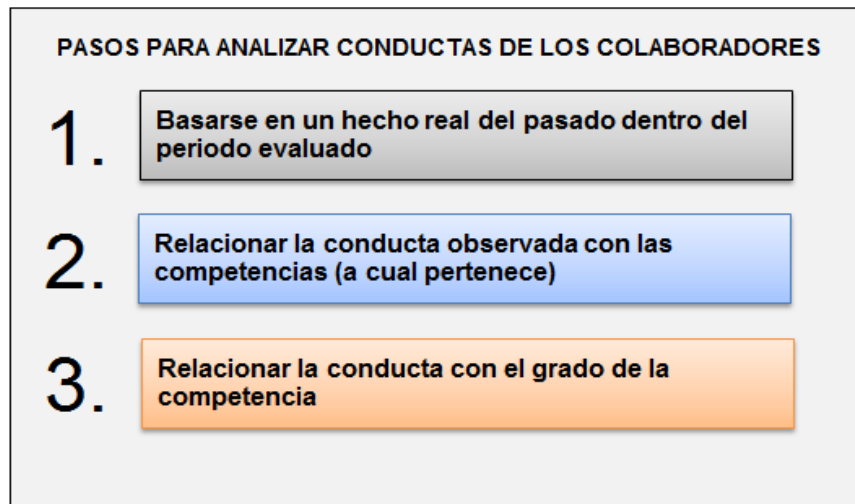 PASOS PARA ANALIZAR CONDUCTAS DE LOS COLABORADORES
1.
Basarse en un hecho real del pasado dentro del
periodo evaluado
2.
Relacionar la conducta observada con las
competencias (a cual pertenece)
3.
Relacionar la conducta con el grado de la
competencia